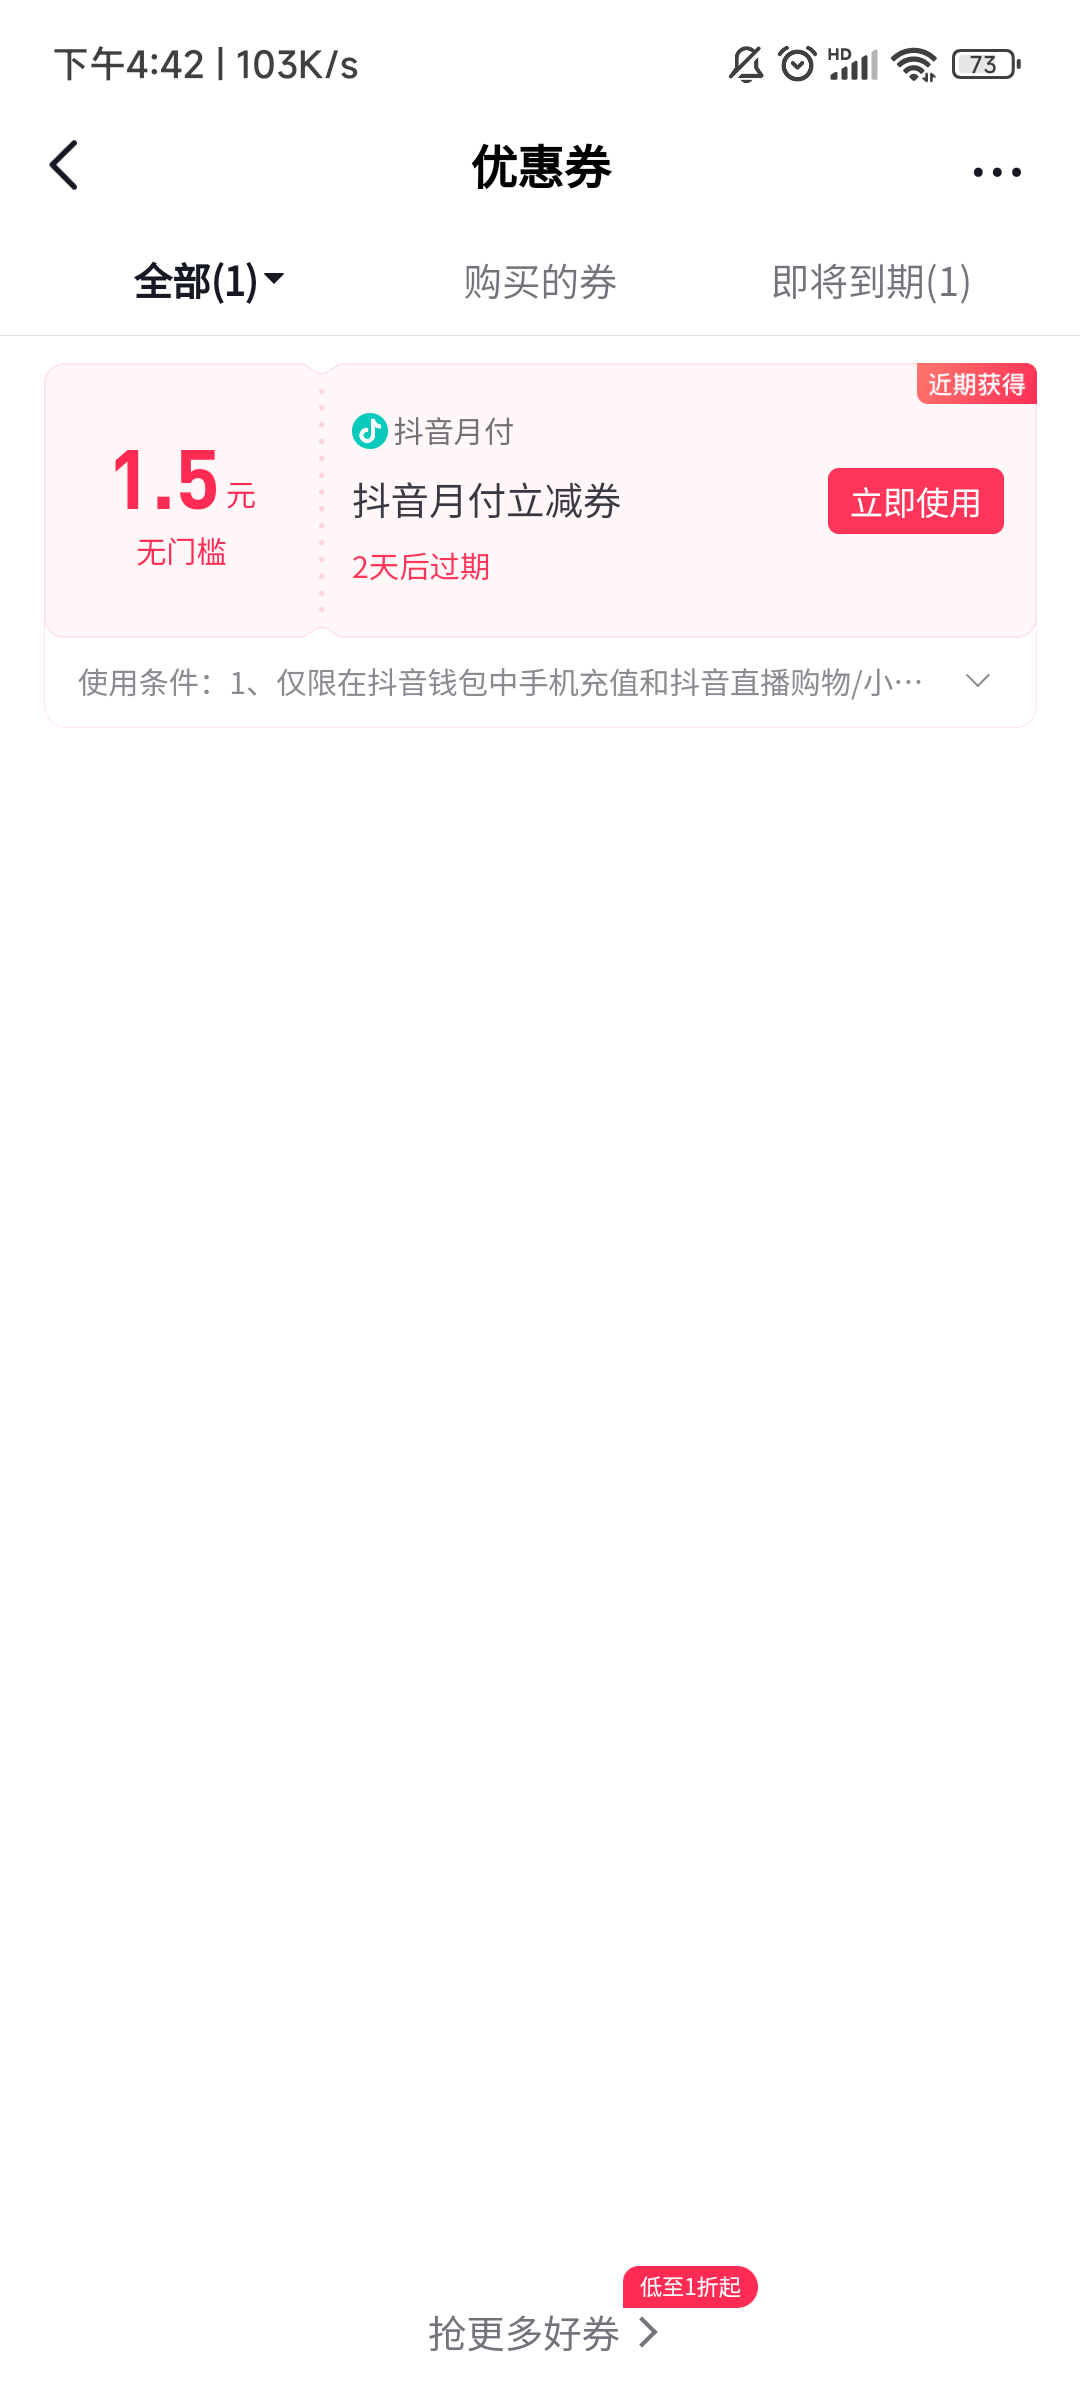 下午4:42 | 103K/s
HD
73
优惠券
全部(1)
购买的券
即将到期(1)
近期获得
1.5元
无门槛
抖音月付
抖音月付立减券
2天后过期
立即使用
使用条件：1、仅限在抖音钱包中手机充值和抖音直播购物/小…
低至1折起
抢更多好券